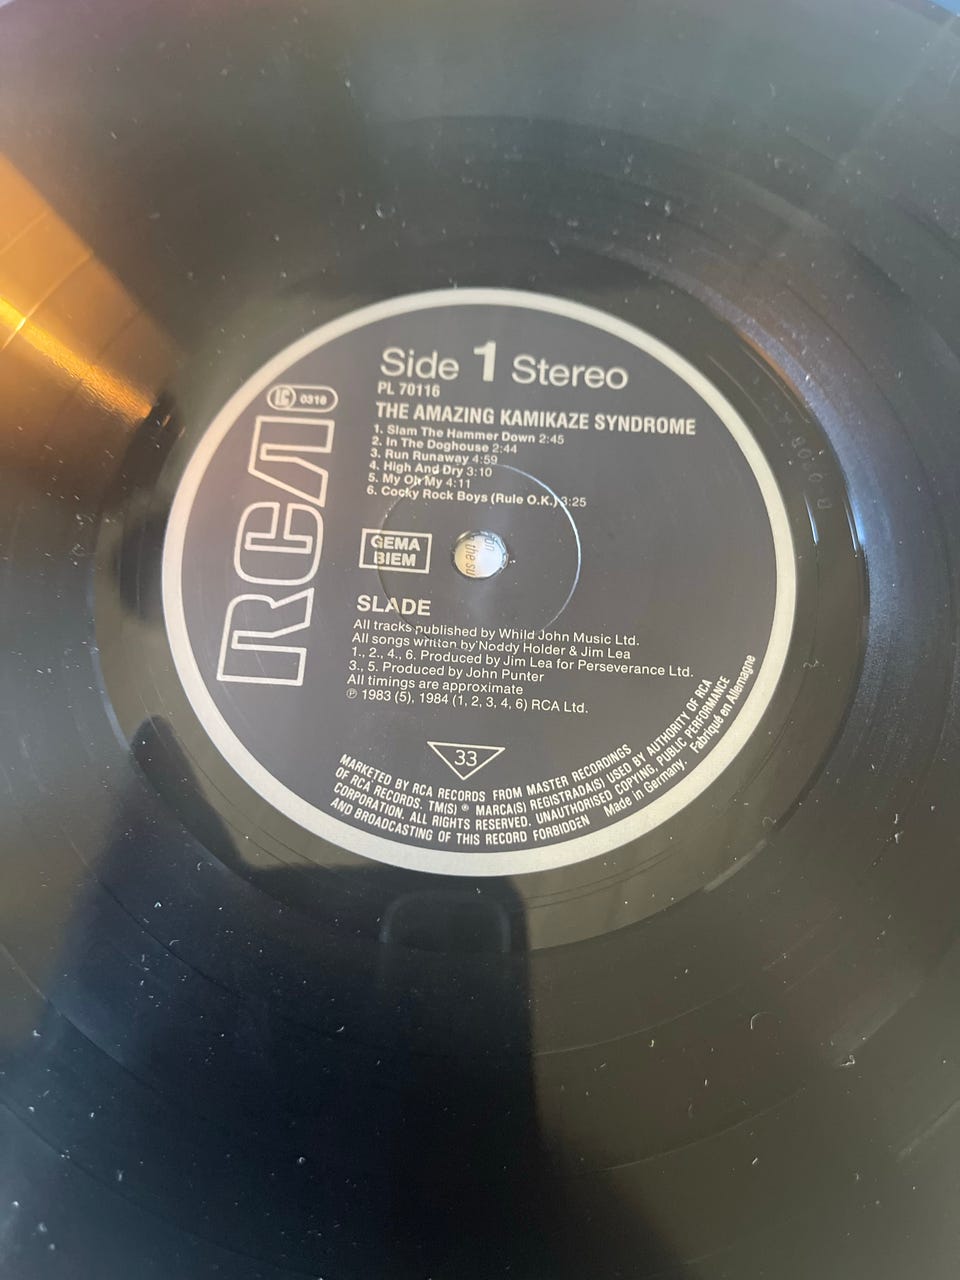 Side 1 Stereo
PL 70116
THE AMAZING KAMIKAZE SYNDROME
1. Slam The Hammer Down 2:45
2. In The Doghouse 2:44
3. Run Runaway 4:59
4. High And Dry 3:10
5. My Oh My 4:11
6. Cocky Rock Boys (Rule O.K.) 3:25
LC 0316
RCA
GEMA
BIEM
SLADE
All tracks published by Whild John Music Ltd.
All songs written by Noddy Holder & Jim Lea
1., 2., 4., 6. Produced by Jim Lea for Perseverance Ltd.
3., 5. Produced by John Punter
All timings are approximate
℗ 1983 (5), 1984 (1, 2, 3, 4, 6) RCA Ltd.
33
MARKETED BY RCA RECORDS FROM MASTER RECORDINGS
OF RCA RECORDS. TM(S) ® MARCA(S) REGISTRADA(S) USED BY AUTHORITY OF RCA
CORPORATION. ALL RIGHTS RESERVED. UNAUTHORISED COPYING, PUBLIC PERFORMANCE
AND BROADCASTING OF THIS RECORD FORBIDDEN Made in Germany. Fabriqué en Allemagne